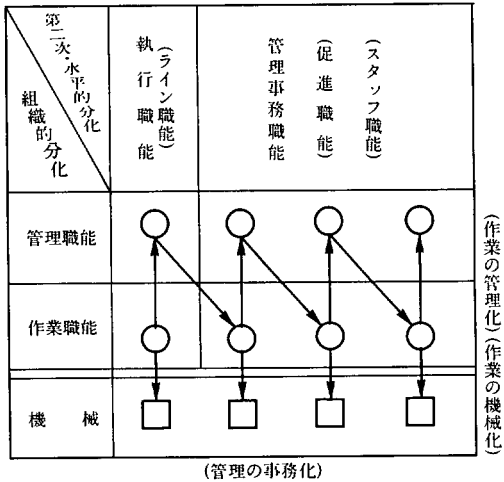 第二次・水平的分化
組織的分化
執行職能
(ライン職能)
管理事務職能
(促進職能)
(スタッフ職能)
管理職能
作業職能
機械
(作業の管理化)(作業の機械化)
(管理の事務化)